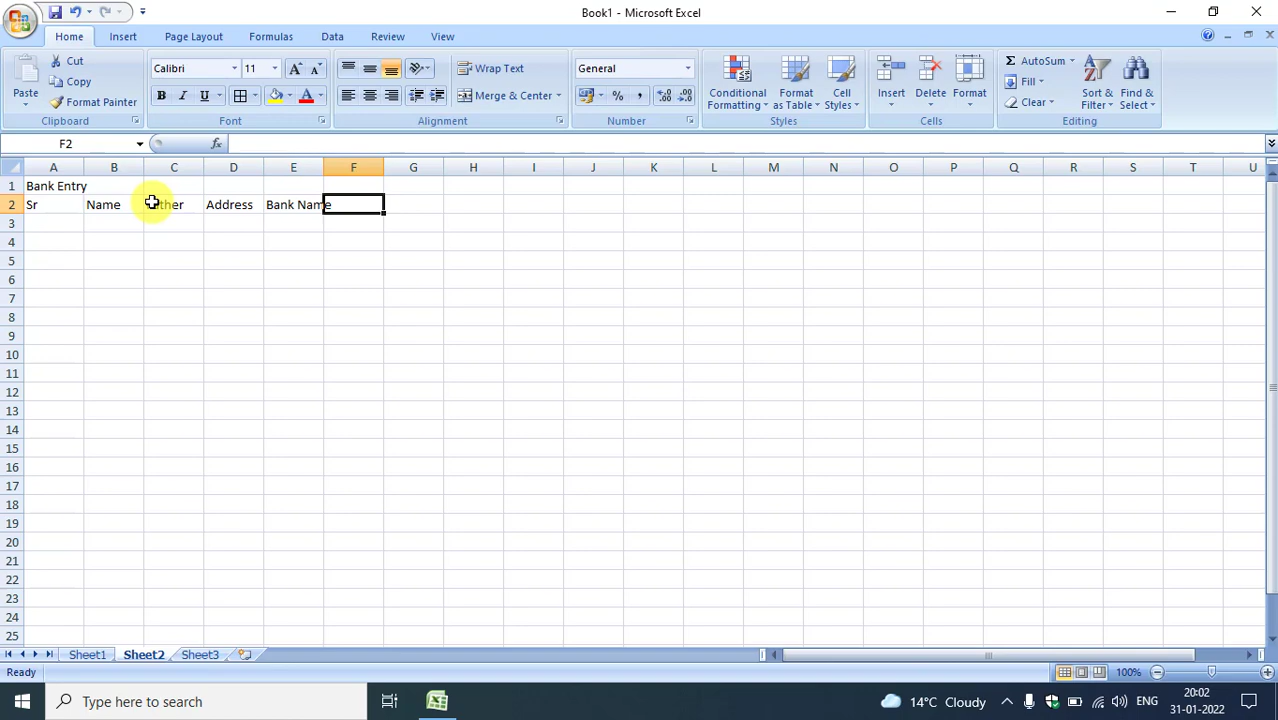 Book1 - Microsoft Excel
Home Insert Page Layout Formulas Data Review View
Paste Cut Copy Format Painter
Clipboard
Calibri 11
B I U A
Font
Wrap Text
Merge & Center
Alignment
General
% ,
Number
Conditional Formatting Format as Table Cell Styles
Styles
Insert Delete Format
Cells
Σ AutoSum
Fill
Clear
Sort & Filter Find & Select
Editing
F2 fx
A B C D E F G H I J K L M N O P Q R S T U
1 Bank Entry
2 Sr Name Address Bank Name
3
4
5
6
7
8
9
10
11
12
13
14
15
16
17
18
19
20
21
22
23
24
25
Sheet1 Sheet2 Sheet3
Ready 100%
Type here to search 14°C Cloudy ENG 20:02
31-01-2022